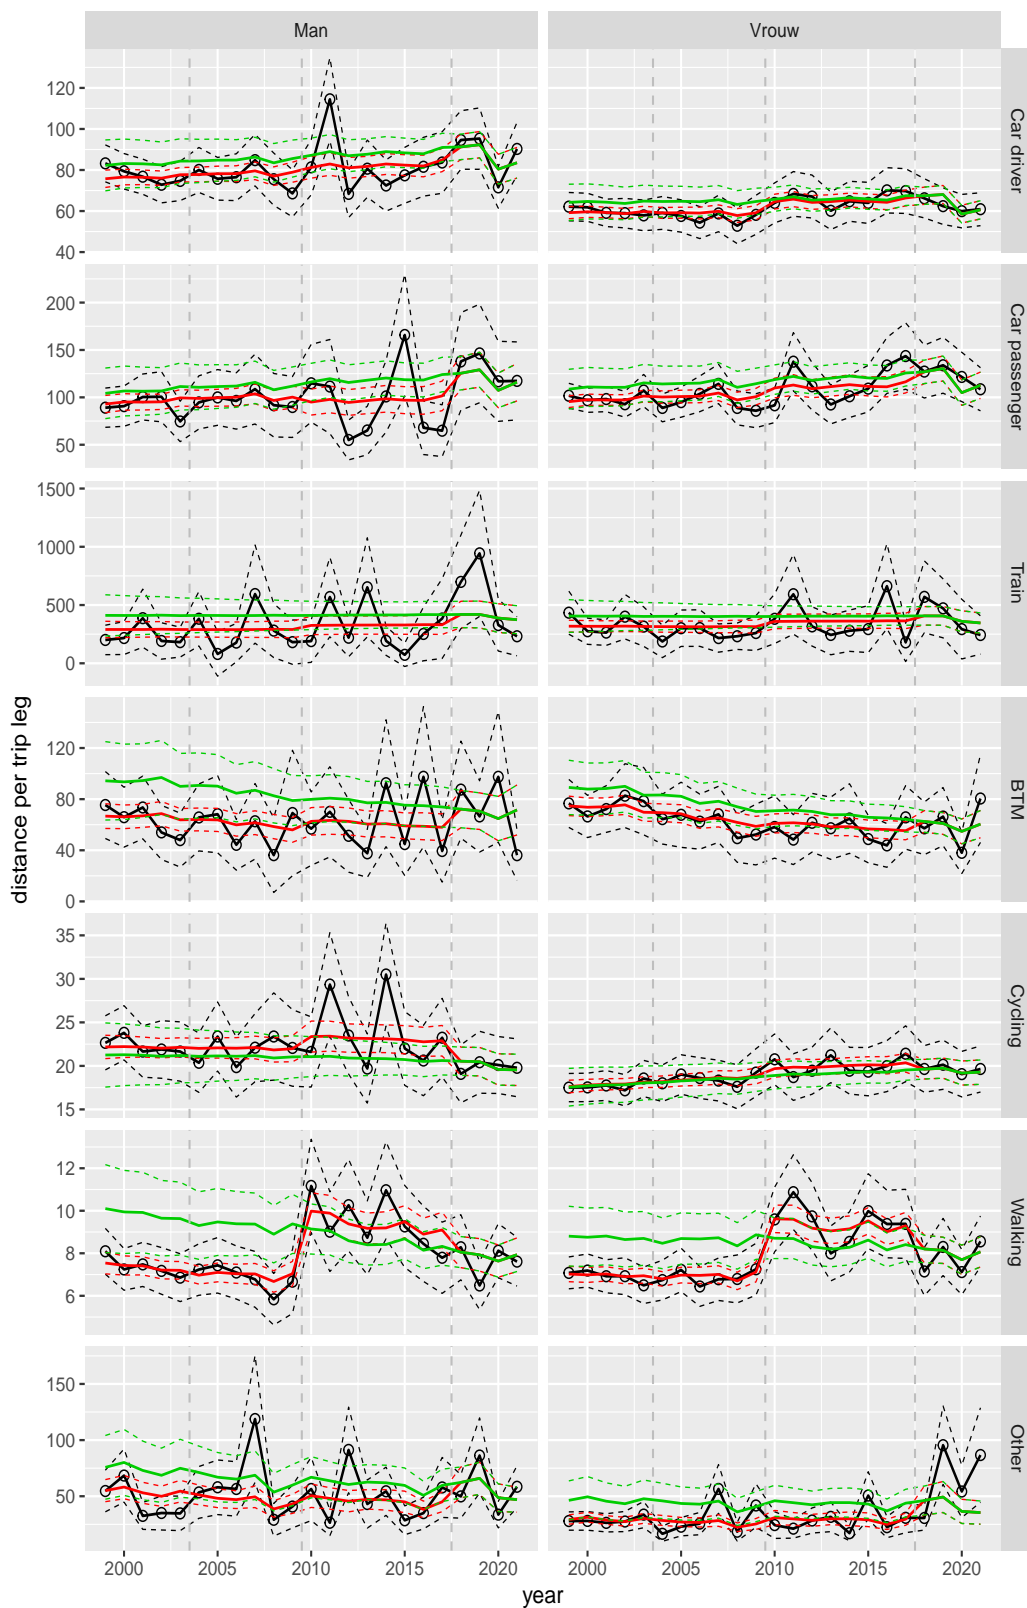 Man Vrouw
120
100
80
60
40
Car driver
200
150
100
50
Car passenger
1500
1000
500
0
Train
120
80
40
0
BTM
35
30
25
20
15
Cycling
12
10
8
6
Walking
150
100
50
Other
2000 2005 2010 2015 2020 2000 2005 2010 2015 2020
year
distance per trip leg